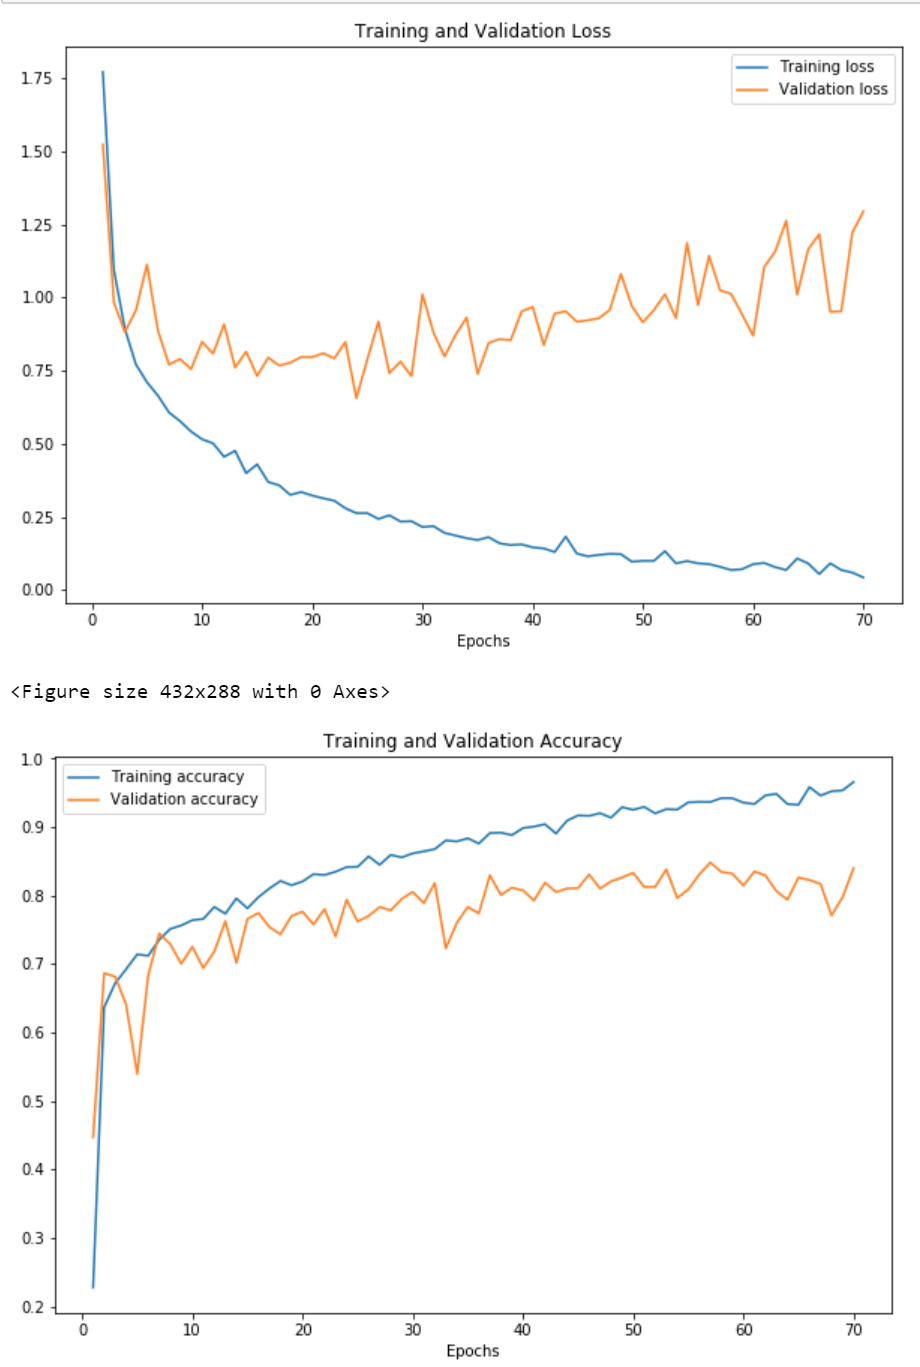 Training and Validation Loss
Training loss
Validation loss
1.75
1.50
1.25
1.00
0.75
0.50
0.25
0.00
0 10 20 30 40 50 60 70
Epochs
<Figure size 432x288 with 0 Axes>
Training and Validation Accuracy
Training accuracy
Validation accuracy
1.0
0.9
0.8
0.7
0.6
0.5
0.4
0.3
0.2
0 10 20 30 40 50 60 70
Epochs